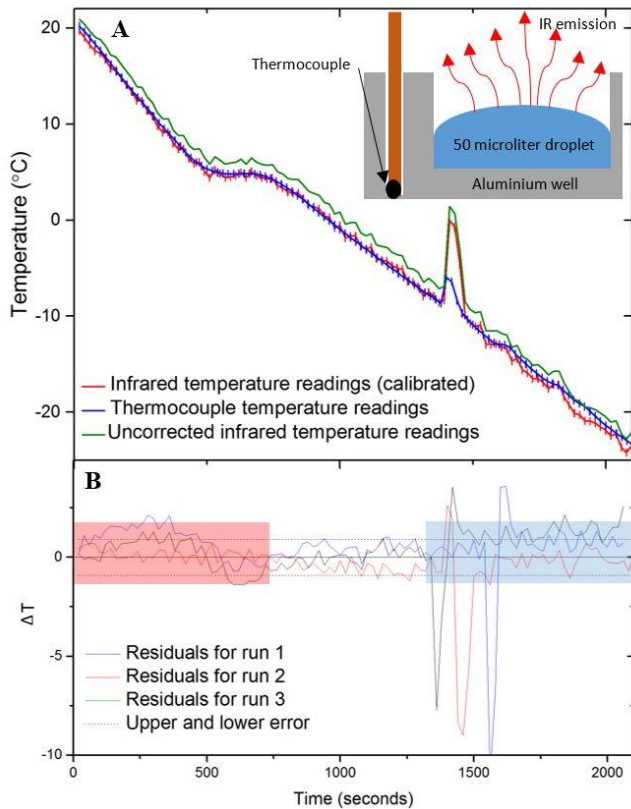 A
20
10
0
-10
-20
Temperature (°C)
Thermocouple
IR emission
50 microliter droplet
Aluminium well
Infrared temperature readings (calibrated)
Thermocouple temperature readings
Uncorrected infrared temperature readings
B
5
0
-5
-10
ΔT
Residuals for run 1
Residuals for run 2
Residuals for run 3
Upper and lower error
0
500
1000
1500
2000
Time (seconds)